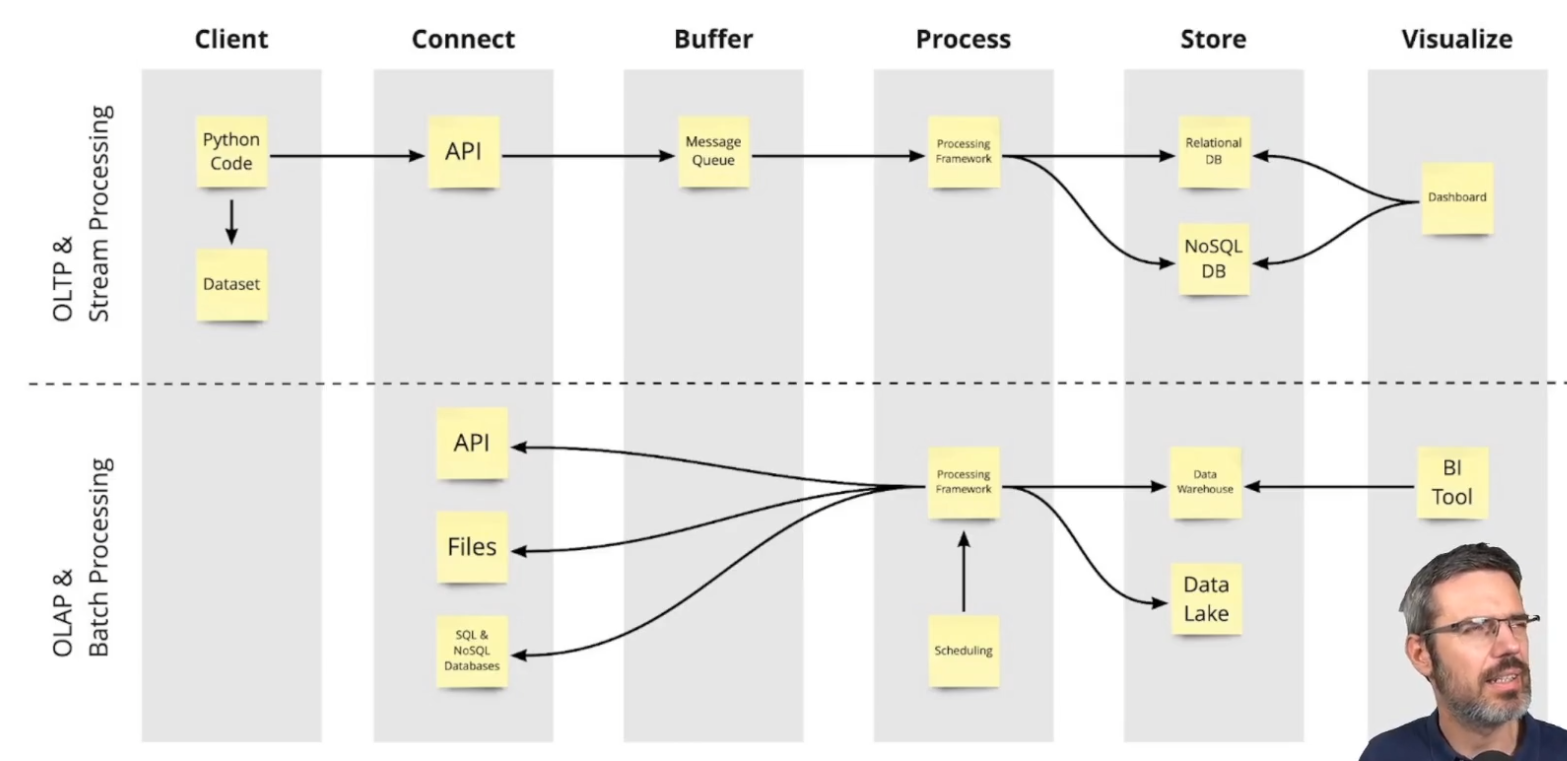 Client
Connect
Buffer
Process
Store
Visualize
OLTP &
Stream Processing
Python
Code
API
Message
Queue
Processing
Framework
Relational
DB
Dashboard
Dataset
NoSQL
DB
OLAP &
Batch Processing
API
Files
SQL &
NoSQL
Databases
Processing
Framework
Scheduling
Data
Warehouse
Data
Lake
BI
Tool